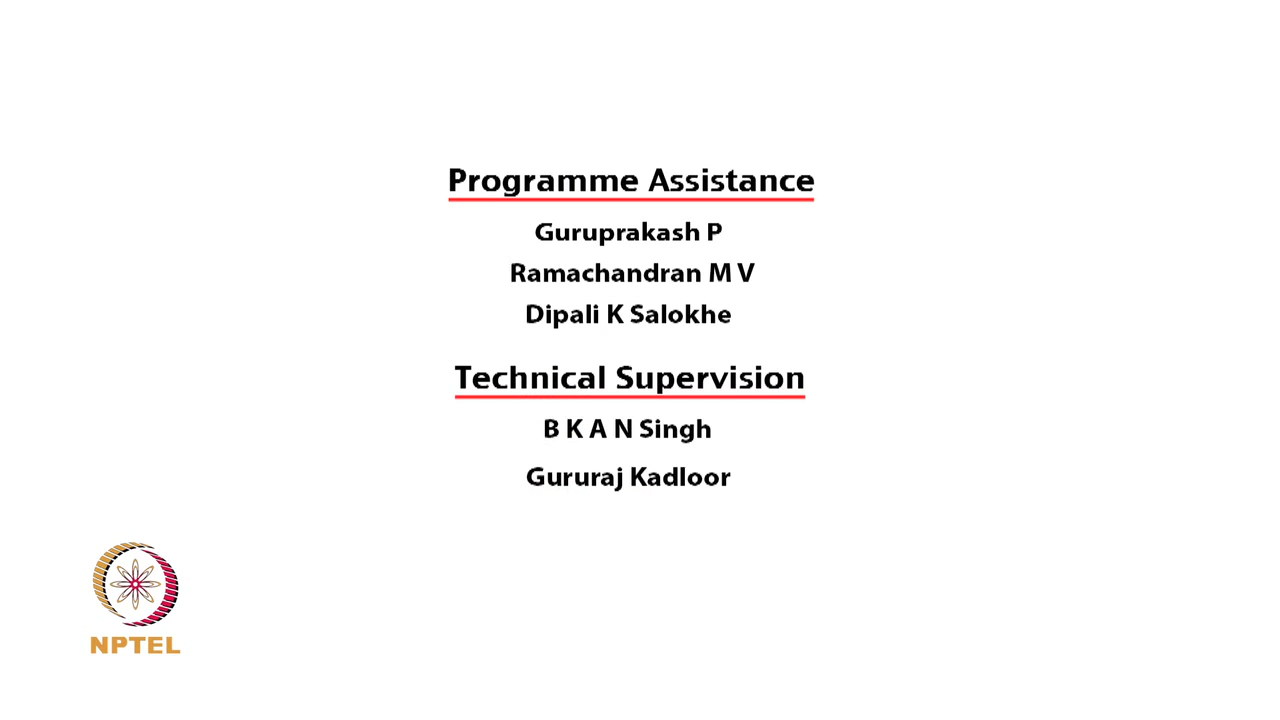 Programme Assistance
Guruprakash P
Ramachandran M V
Dipali K Salokhe
Technical Supervision
B K A N Singh
Gururaj Kadloor
NPTEL